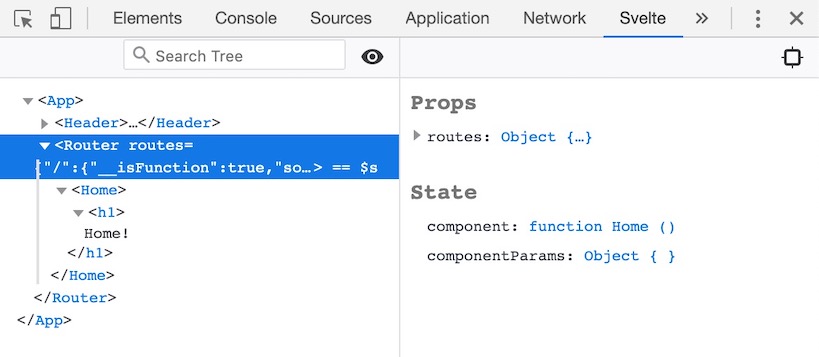 Elements Console Sources Application Network Svelte »
Search Tree
<App>
<Header>…</Header>
<Router routes=
{"/":{"__isFunction":true,"so…> == $s
<Home>
<h1>
Home!
</h1>
</Home>
</Router>
</App>
Props
routes: Object {…}
State
component: function Home ()
componentParams: Object { }